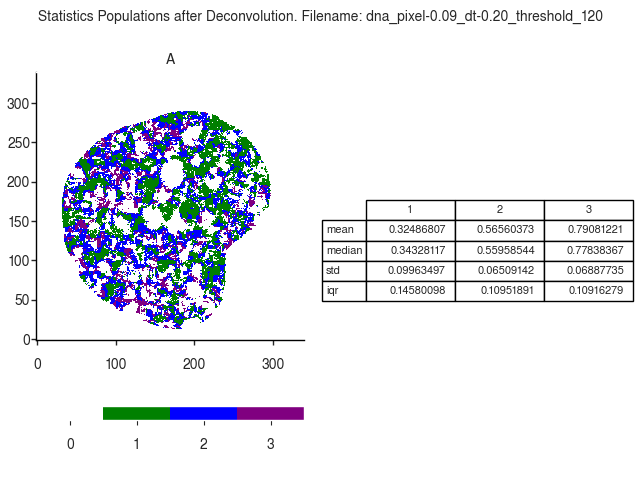 Statistics Populations after Deconvolution. Filename: dna_pixel-0.09_dt-0.20_threshold_120
A
300
250
200
150
100
50
0
0 100 200 300
1 2 3
mean 0.32486807 0.56560373 0.79081221
median 0.34328117 0.55958544 0.77838367
std 0.09963497 0.06509142 0.06887735
iqr 0.14580098 0.10951891 0.10916279
0 1 2 3